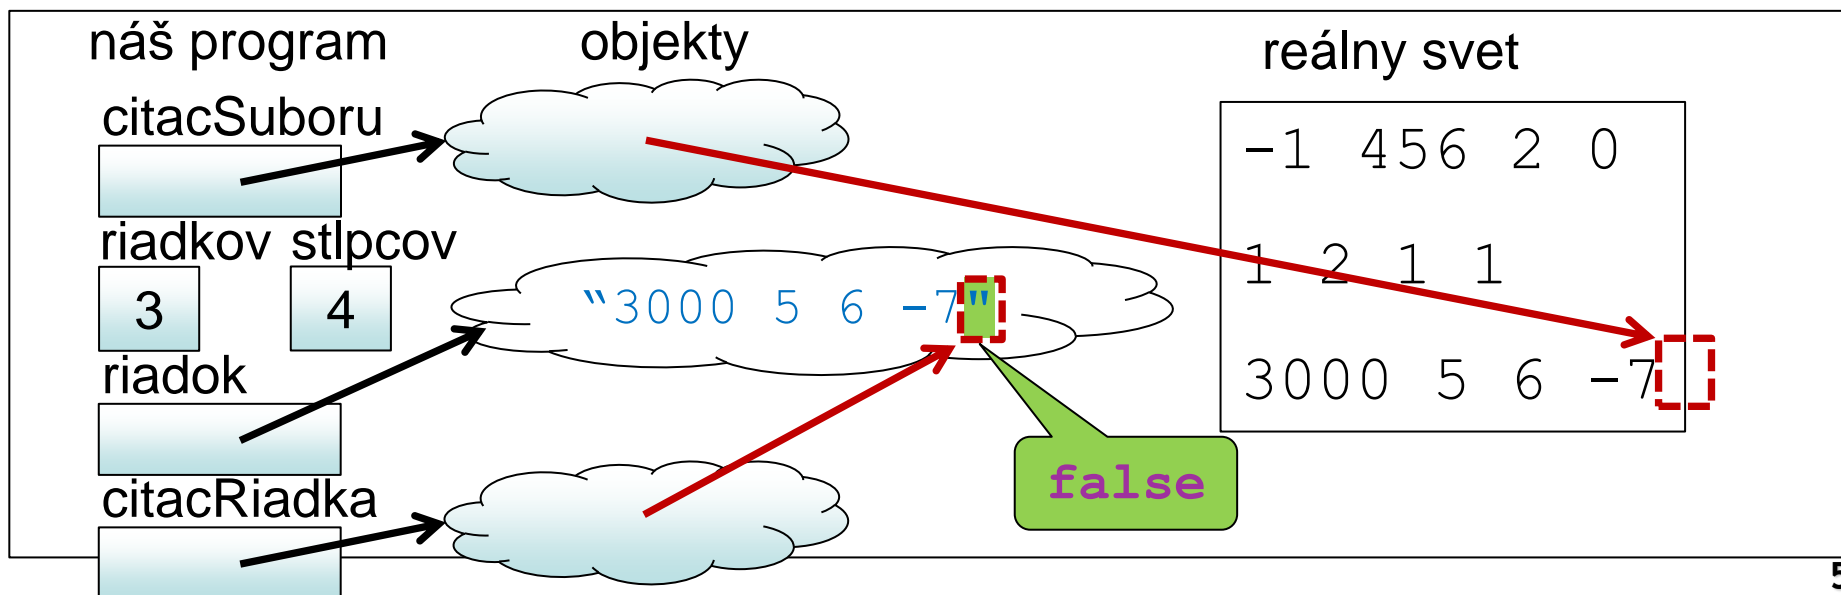 náš program objekty reálny svet
citacSuboru
-1 456 2 0
riadkov stlpcov
1 2 1 1
3 4
“3000 5 6 -7"
riadok
3000 5 6 -7
false
citacRiadka
5